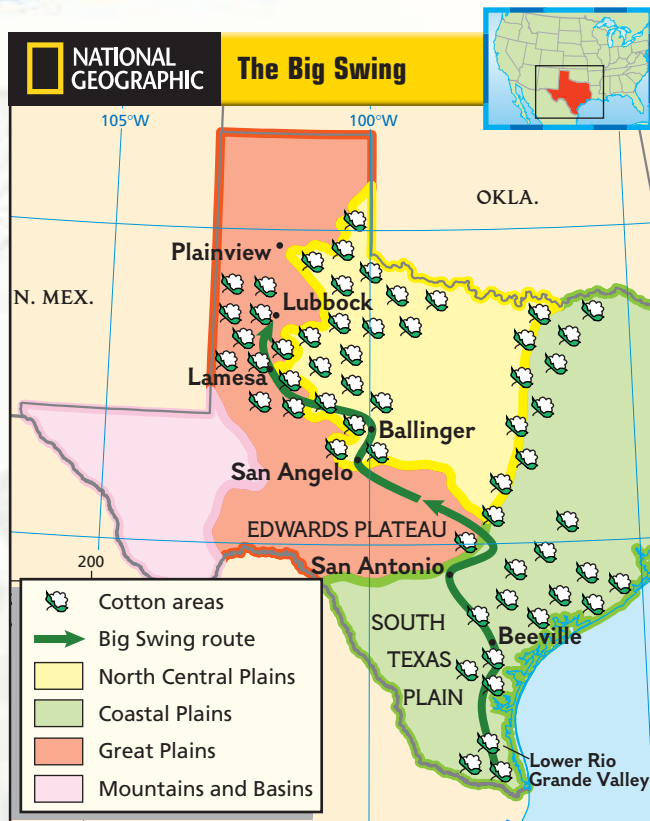 NATIONAL
GEOGRAPHIC
The Big Swing
105°W
100°W
OKLA.
Plainview
N. MEX.
Lubbock
Lamesa
Ballinger
San Angelo
EDWARDS PLATEAU
San Antonio
200
SOUTH
TEXAS
PLAIN
Beeville
Lower Rio
Grande Valley
Cotton areas
Big Swing route
North Central Plains
Coastal Plains
Great Plains
Mountains and Basins